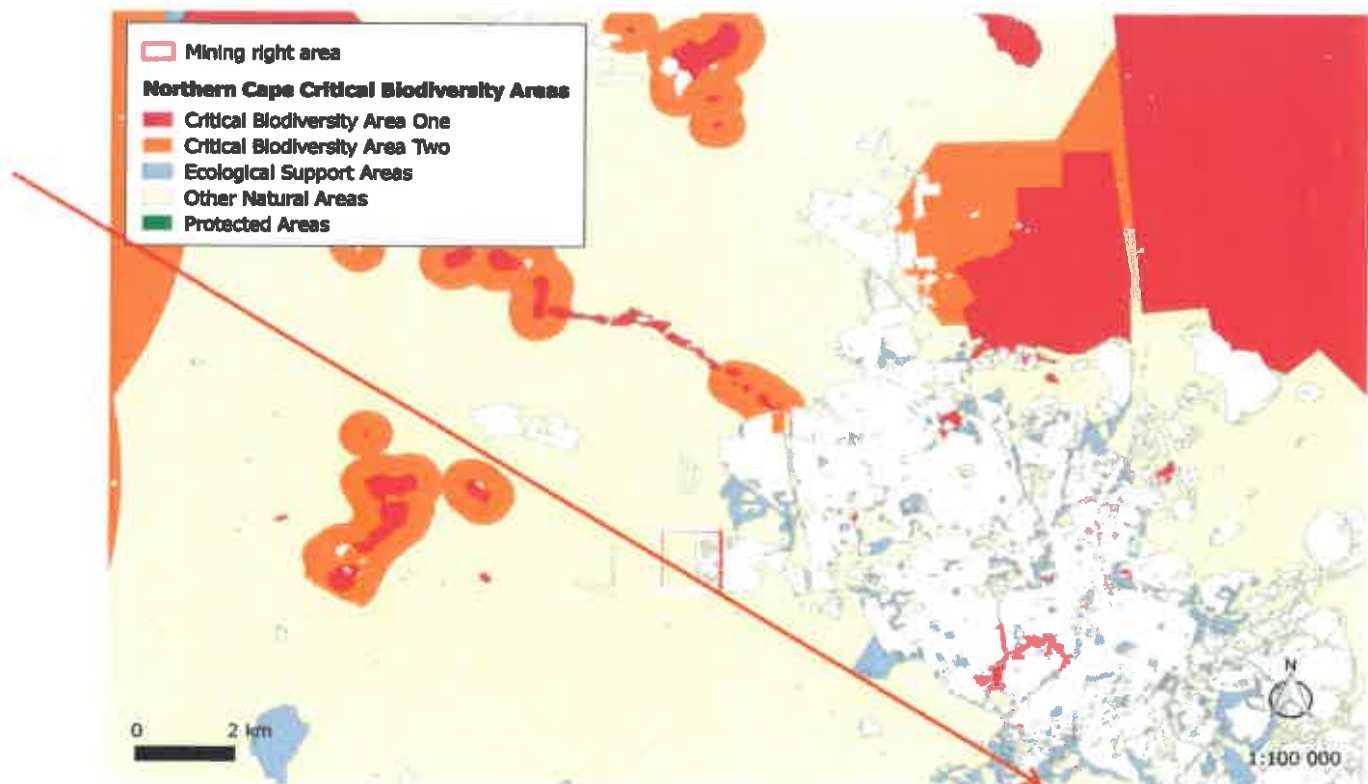 Mining right area
Northern Cape Critical Biodiversity Areas
Critical Biodiversity Area One
Critical Biodiversity Area Two
Ecological Support Areas
Other Natural Areas
Protected Areas
0 2 km
N
1:100 000